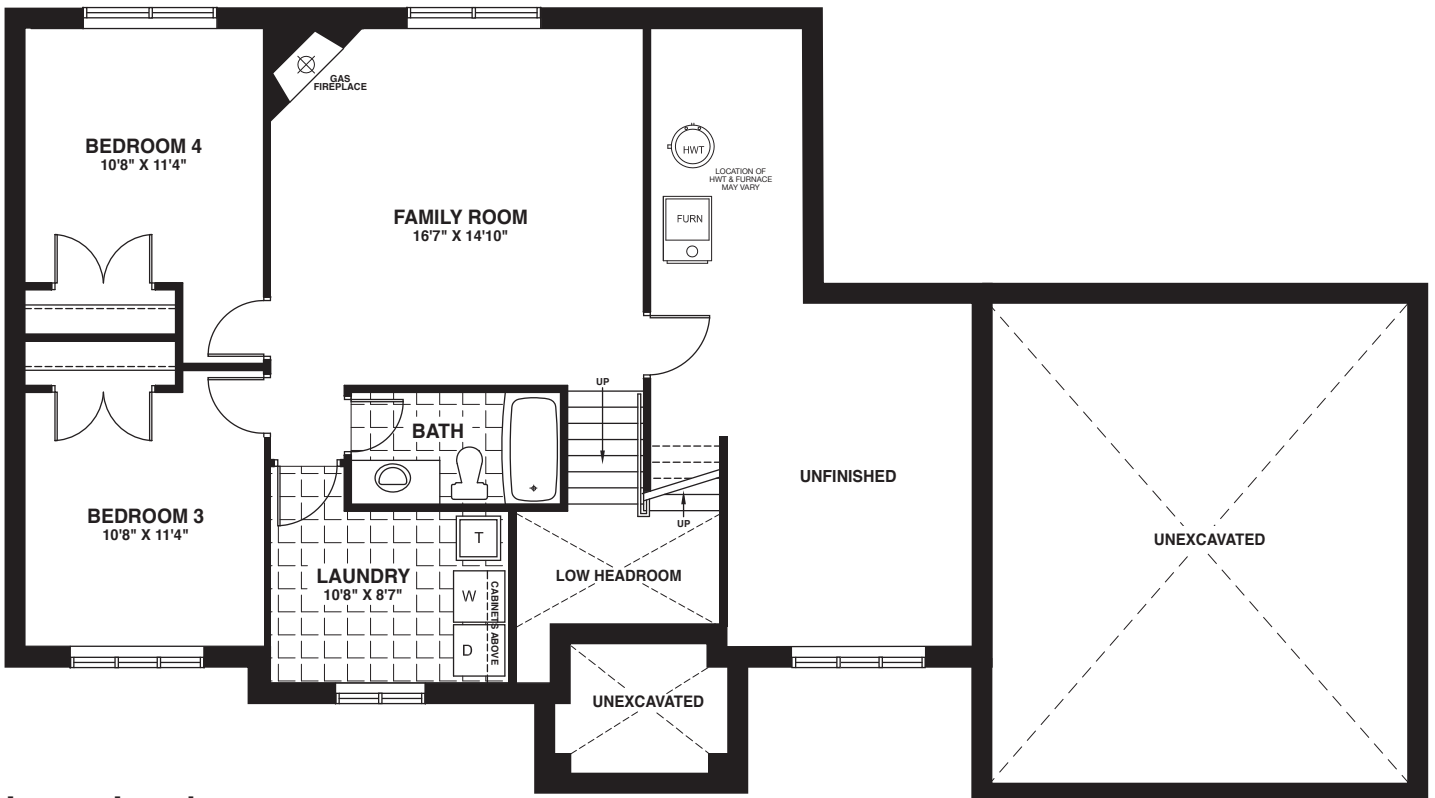 GAS
FIREPLACE
BEDROOM 4
10'8" X 11'4"
HWT
LOCATION OF
HWT & FURNACE
MAY VARY
FURN
FAMILY ROOM
16'7" X 14'10"
UP
BATH
UNFINISHED
BEDROOM 3
10'8" X 11'4"
UP
T
LAUNDRY
10'8" X 8'7"
W
D
CABINETS ABOVE
LOW HEADROOM
UNEXCAVATED
UNEXCAVATED